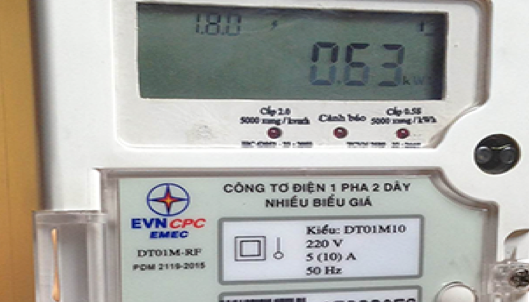 1.8.0
0.63 kWh
Cấp 2.0
5000 xung / kvarh
Cảnh báo
Cấp 0.5S
5000 xung / kWh
CÔNG TƠ ĐIỆN 1 PHA 2 DÂY
NHIỀU BIỂU GIÁ
EVN CPC
EMEC
DT01M-RF
PDM 2119-2015
Kiểu: DT01M10
220 V
5 (10) A
50 Hz